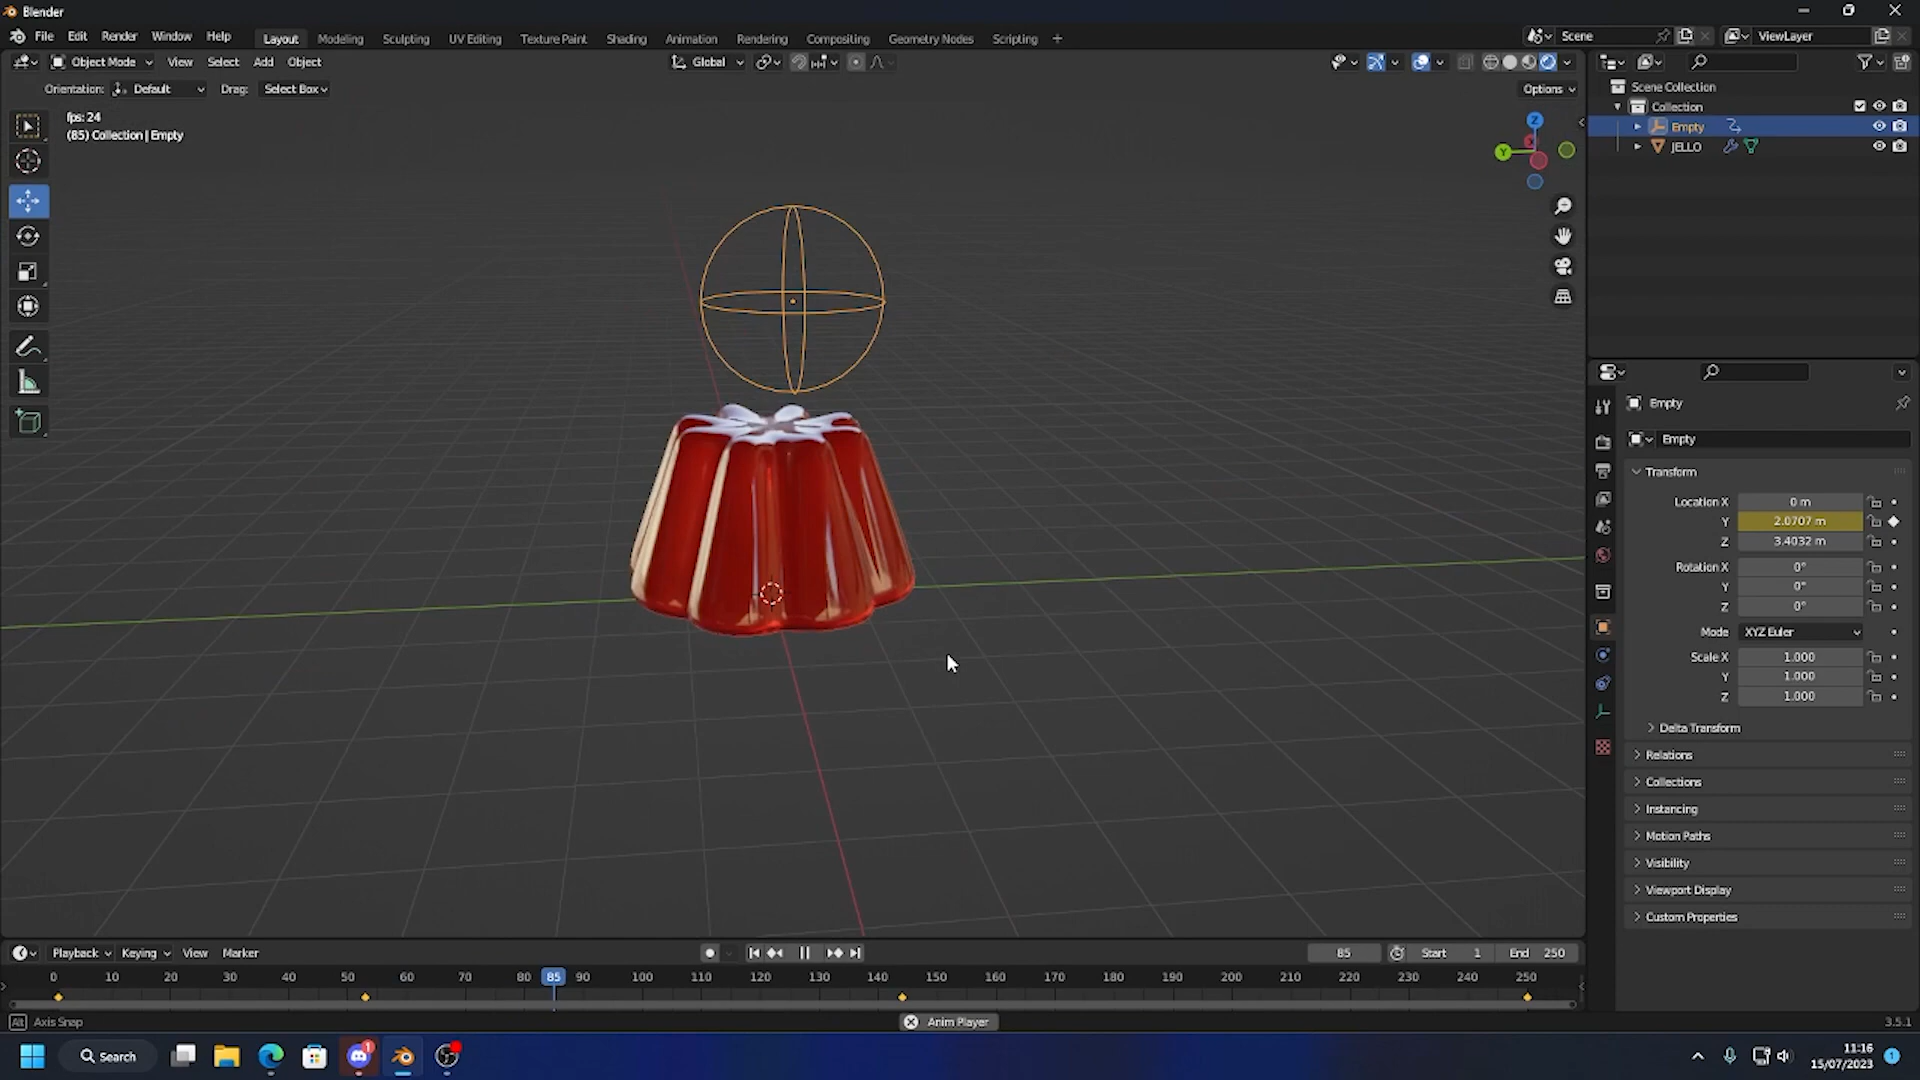 Blender
File Edit Render Window Help
Layout Modeling Sculpting UV Editing Texture Paint Shading Animation Rendering Compositing Geometry Nodes Scripting +
Scene
ViewLayer
Object Mode View Select Add Object
Global
Orientation: Default Drag: Select Box
Options
fps: 24
(85) Collection | Empty
Z
Y
X
Scene Collection
Collection
Empty
JELLO
Empty
Empty
Transform
Location X 0 m
Y 2.0707 m
Z 3.4032 m
Rotation X 0°
Y 0°
Z 0°
Mode XYZ Euler
Scale X 1.000
Y 1.000
Z 1.000
Delta Transform
Relations
Collections
Instancing
Motion Paths
Visibility
Viewport Display
Custom Properties
Playback Keying View Marker
85 Start 1 End 250
0 10 20 30 40 50 60 70 80 85 90 100 110 120 130 140 150 160 170 180 190 200 210 220 230 240 250
Alt Axis Snap
Anim Player
3.5.1
Search
1
11:16
15/07/2023
1